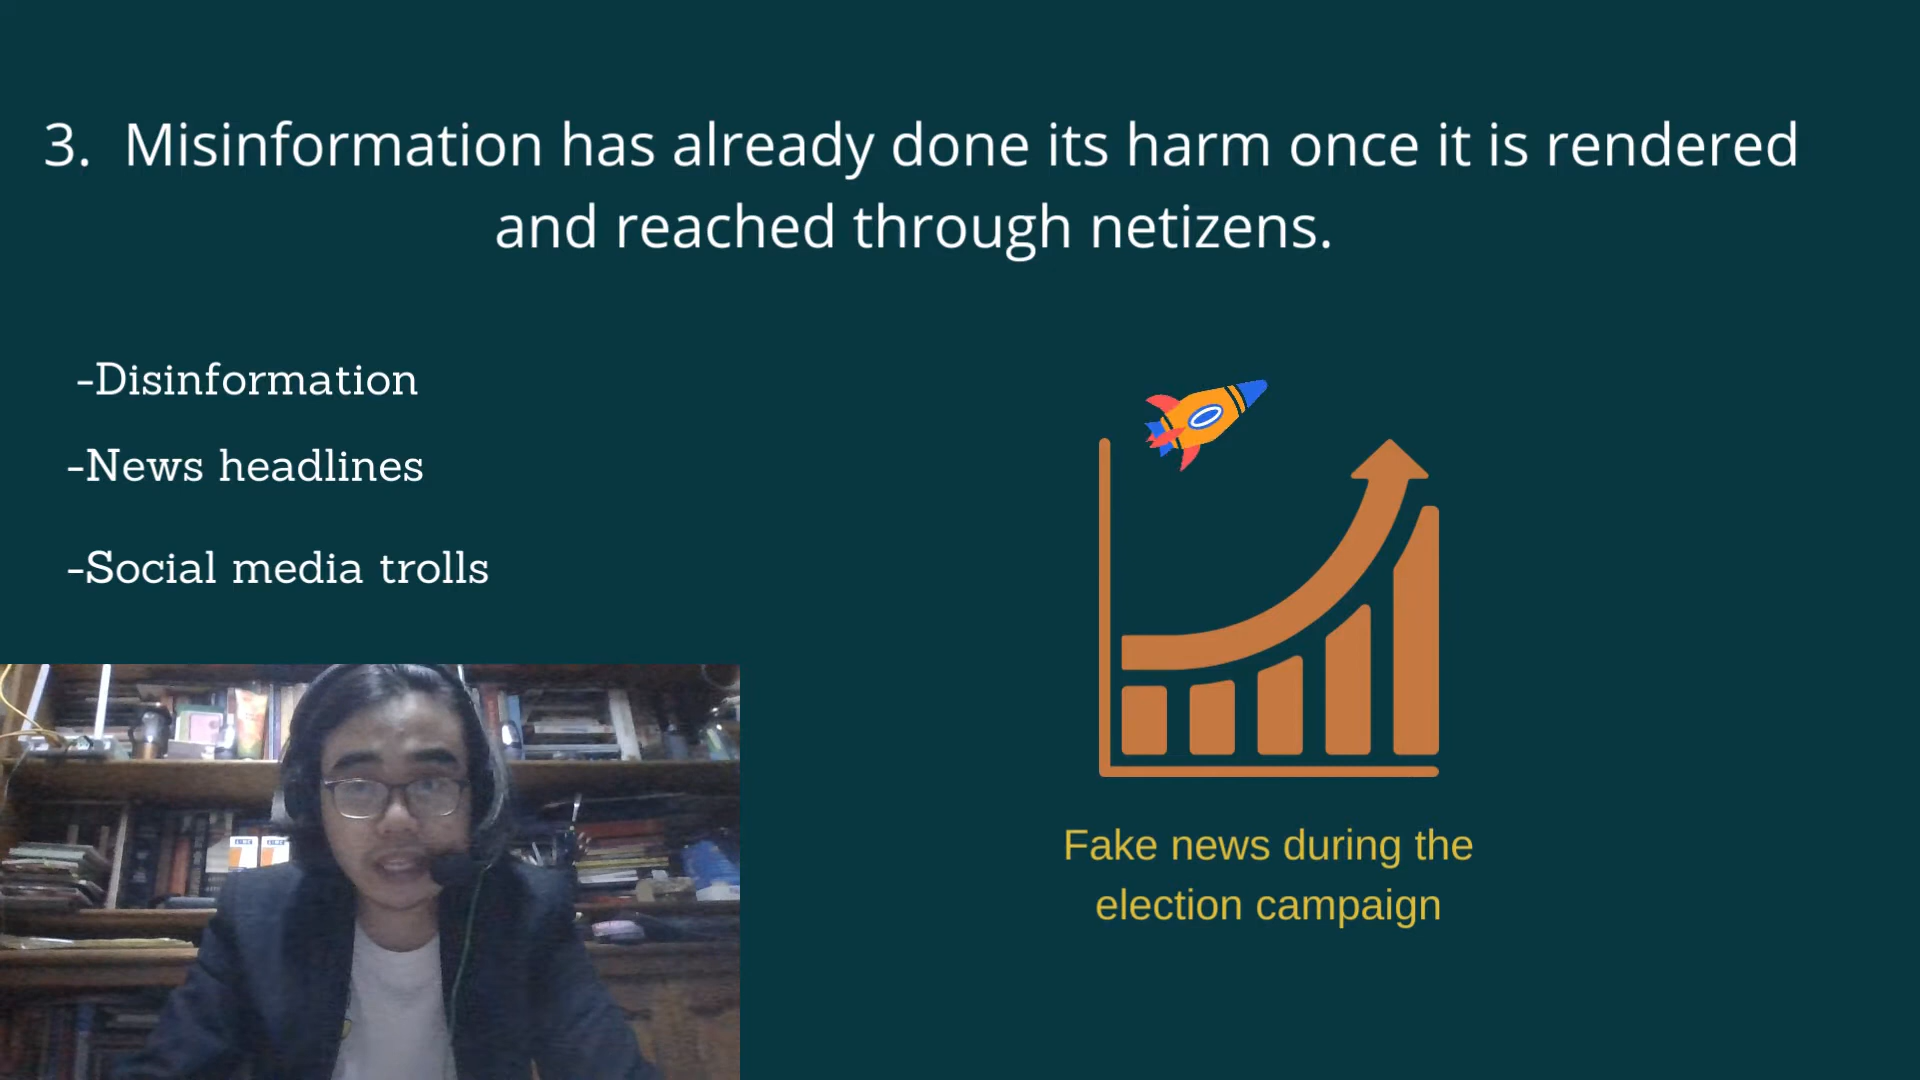 3. Misinformation has already done its harm once it is rendered
and reached through netizens.
-Disinformation
-News headlines
-Social media trolls
Fake news during the
election campaign